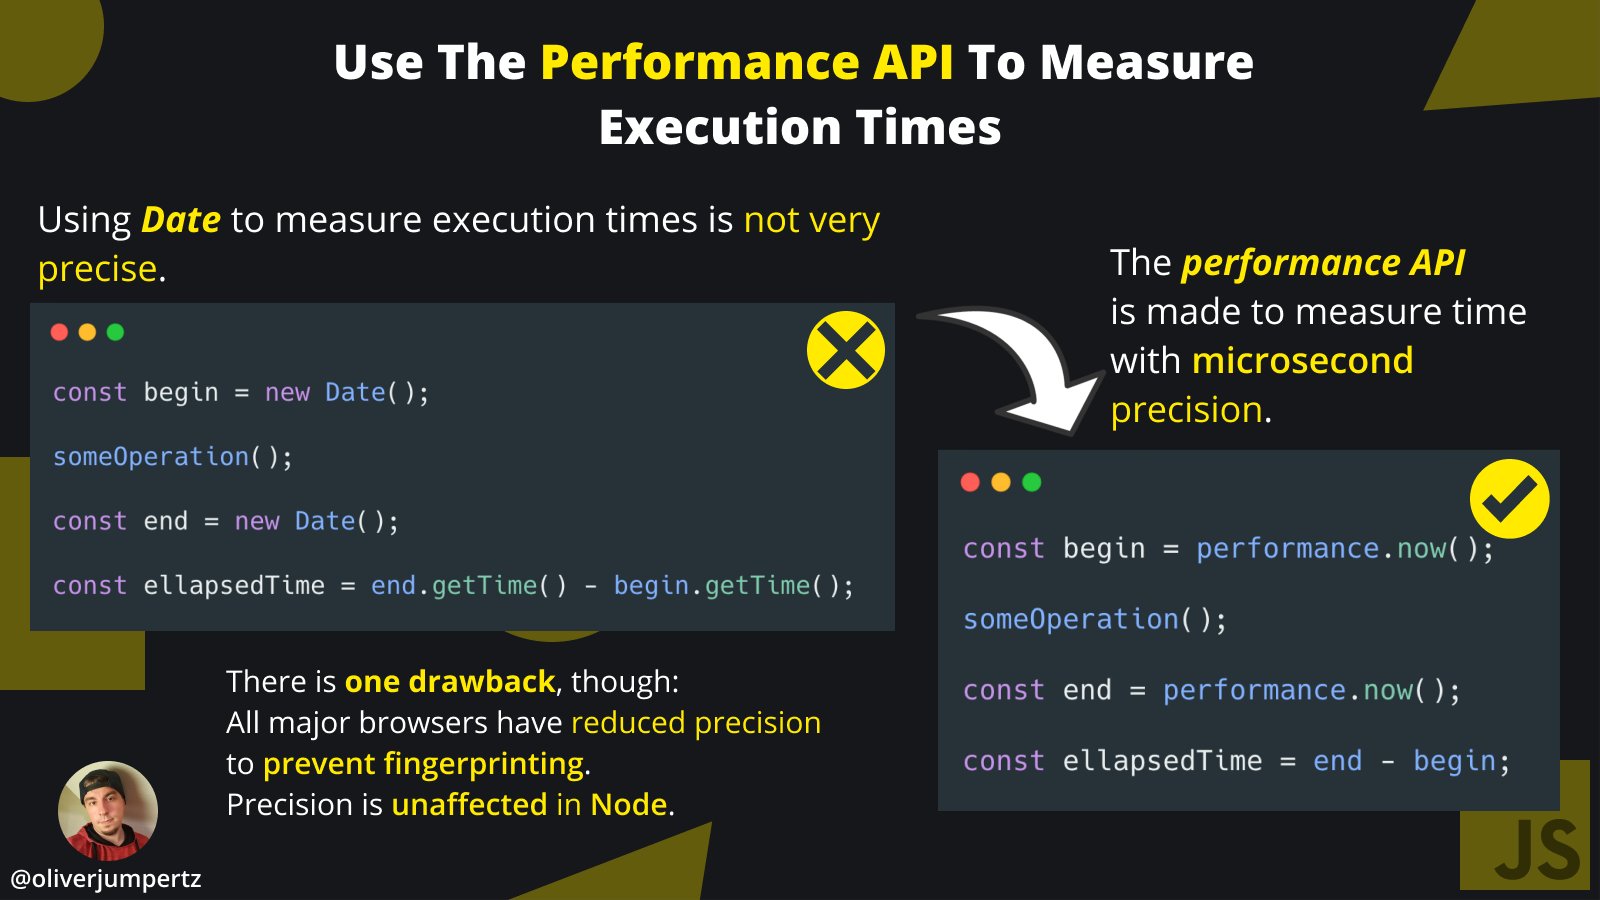 Use The Performance API To Measure
Execution Times
Using Date to measure execution times is not very
precise.
const begin = new Date();
someOperation();
const end = new Date();
const ellapsedTime = end.getTime() - begin.getTime();
The performance API
is made to measure time
with microsecond
precision.
const begin = performance.now();
someOperation();
const end = performance.now();
const ellapsedTime = end - begin;
There is one drawback, though:
All major browsers have reduced precision
to prevent fingerprinting.
Precision is unaffected in Node.
@oliverjumpertz
JS